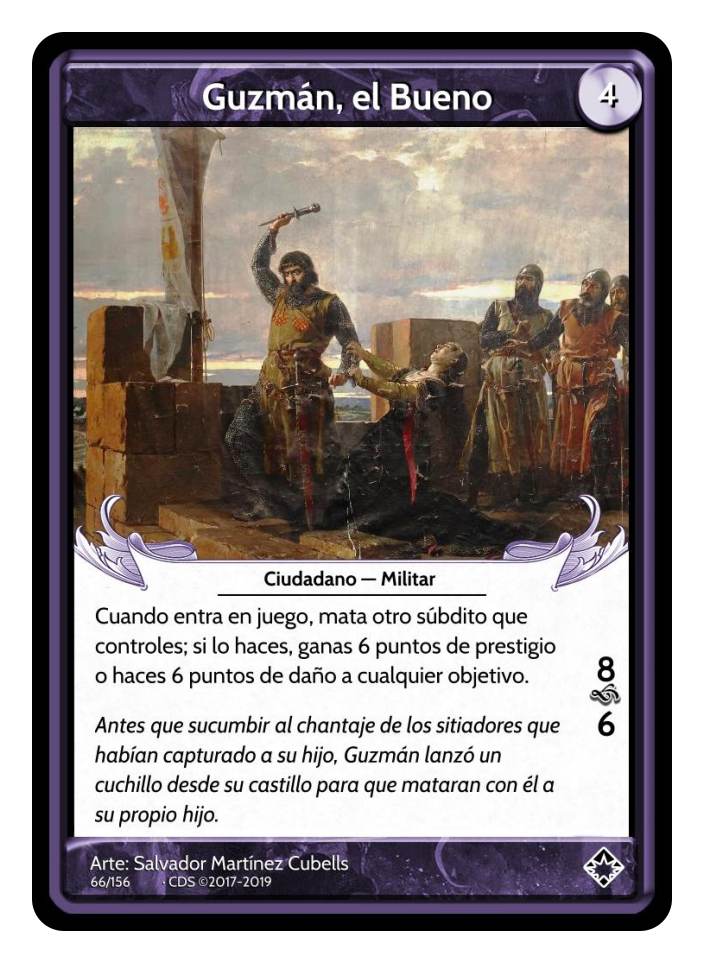 Guzmán, el Bueno
4
Ciudadano — Militar
Cuando entra en juego, mata otro súbdito que
controles; si lo haces, ganas 6 puntos de prestigio
o haces 6 puntos de daño a cualquier objetivo.
8
6
Antes que sucumbir al chantaje de los sitiadores que
habían capturado a su hijo, Guzmán lanzó un
cuchillo desde su castillo para que mataran con él a
su propio hijo.
Arte: Salvador Martínez Cubells
66/156 · CDS ©2017-2019